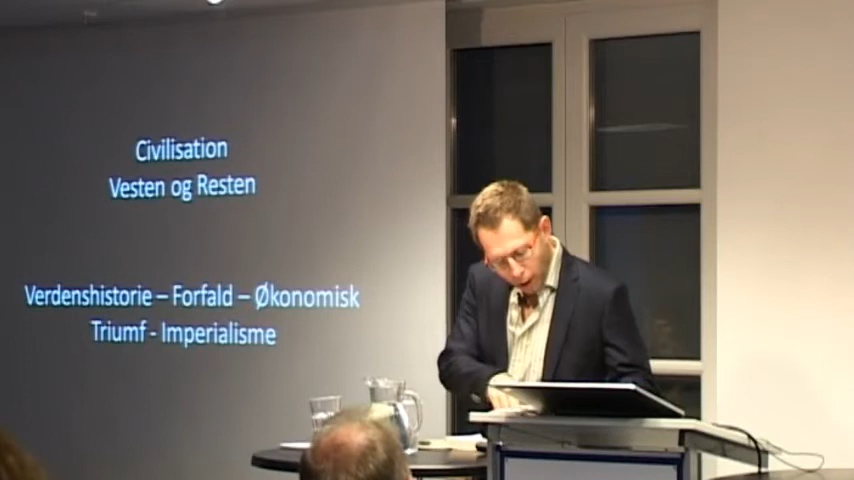 Civilisation
Vesten og Resten
Verdenshistorie – Forfald – Økonomisk
Triumf - Imperialisme